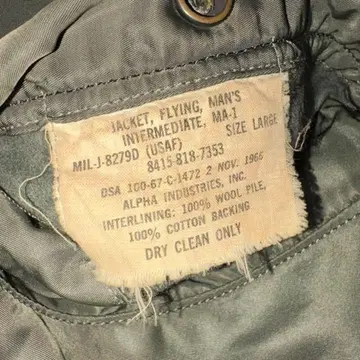 JACKET, FLYING, MAN'S
INTERMEDIATE, MA-1
SIZE LARGE
MIL-J-8279D (USAF)
8415-818-7353
DSA 100-67-C-1472 2 NOV. 1966
ALPHA INDUSTRIES, INC.
INTERLINING: 100% WOOL PILE,
100% COTTON BACKING
DRY CLEAN ONLY